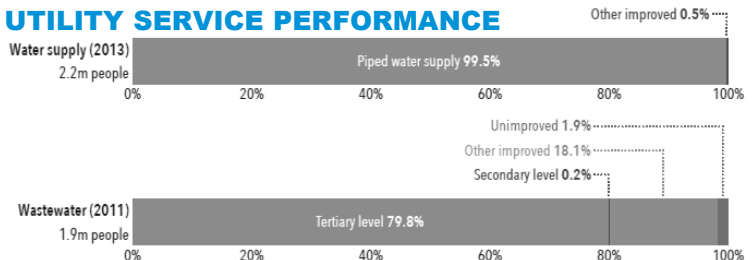 UTILITY SERVICE PERFORMANCE
Other improved 0.5%
Water supply (2013)
2.2m people
Piped water supply 99.5%
0% 20% 40% 60% 80% 100%
Unimproved 1.9%
Other improved 18.1%
Secondary level 0.2%
Wastewater (2011)
1.9m people
Tertiary level 79.8%
0% 20% 40% 60% 80% 100%